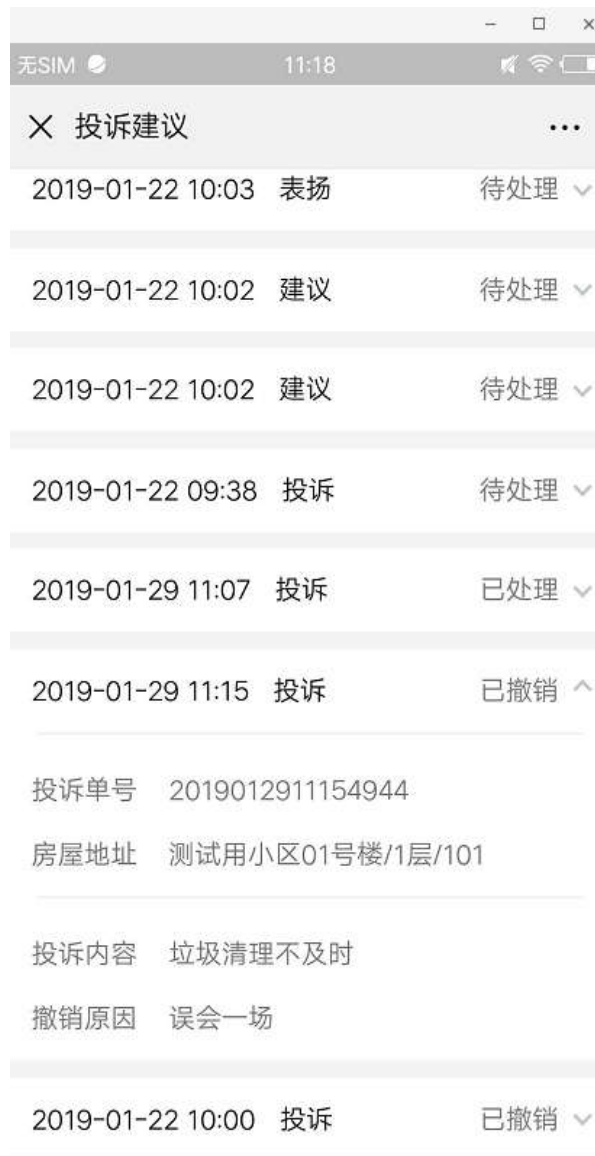 无SIM 11:18
投诉建议
2019-01-22 10:03 表扬 待处理
2019-01-22 10:02 建议 待处理
2019-01-22 10:02 建议 待处理
2019-01-22 09:38 投诉 待处理
2019-01-29 11:07 投诉 已处理
2019-01-29 11:15 投诉 已撤销
投诉单号 2019012911154944
房屋地址 测试用小区01号楼/1层/101
投诉内容 垃圾清理不及时
撤销原因 误会一场
2019-01-22 10:00 投诉 已撤销